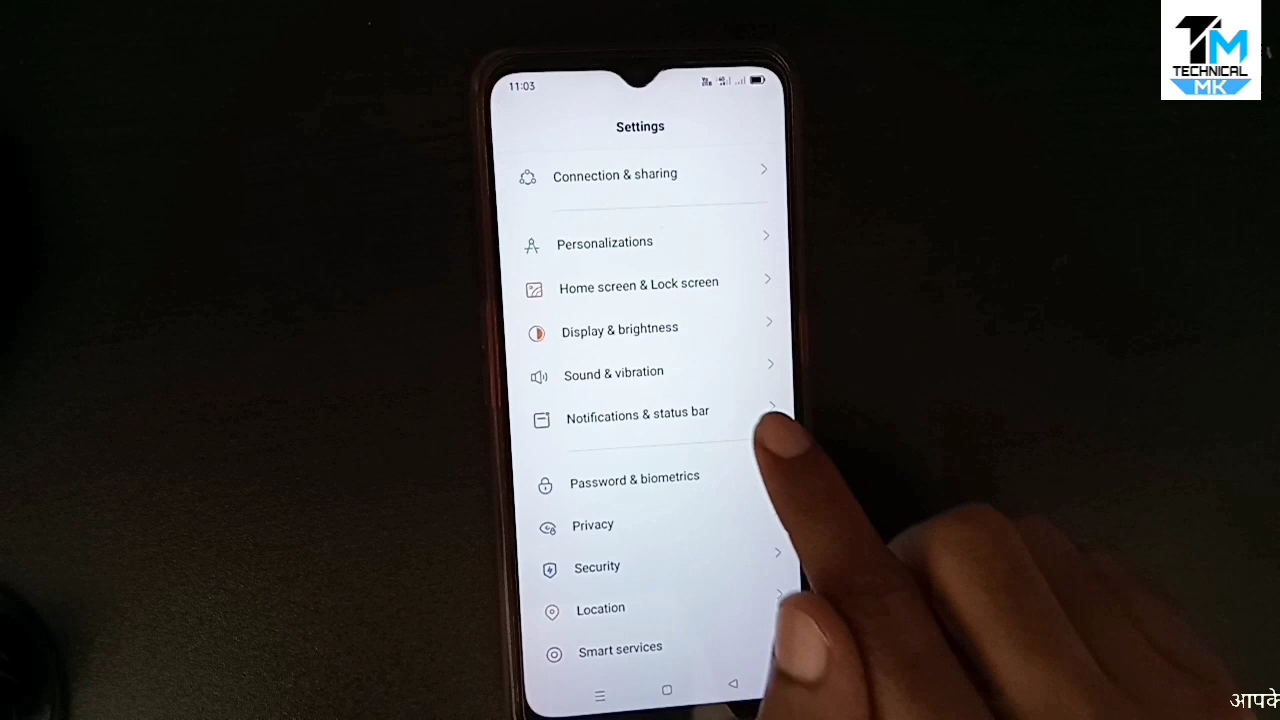 TM
TECHNICAL
MK
11:03
Settings
Connection & sharing
Personalizations
Home screen & Lock screen
Display & brightness
Sound & vibration
Notifications & status bar
Password & biometrics
Privacy
Security
Location
Smart services
आपके